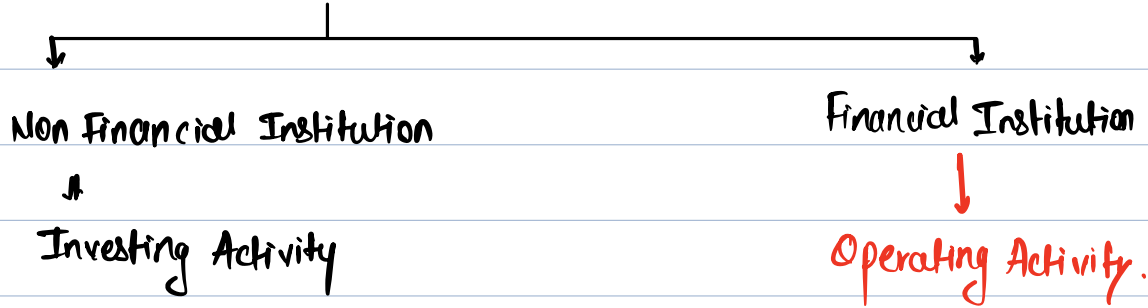 Non Financial Institution
Financial Institution
Investing Activity
Operating Activity.